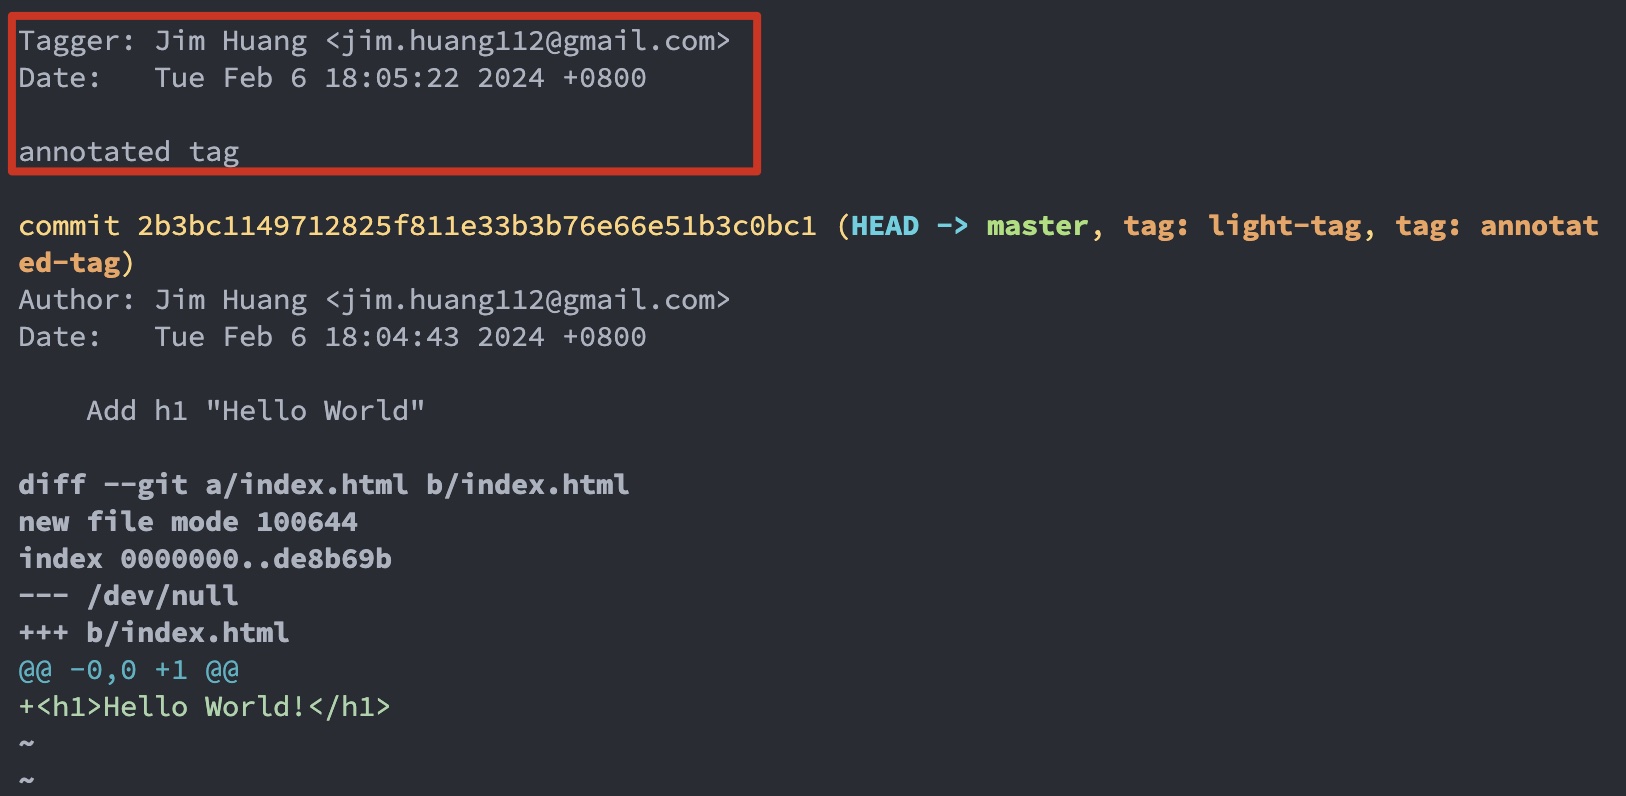 Tagger: Jim Huang <jim.huang112@gmail.com>
Date:   Tue Feb 6 18:05:22 2024 +0800

annotated tag

commit 2b3bc1149712825f811e33b3b76e66e51b3c0bc1 (HEAD -> master, tag: light-tag, tag: annotat
ed-tag)
Author: Jim Huang <jim.huang112@gmail.com>
Date:   Tue Feb 6 18:04:43 2024 +0800

    Add h1 "Hello World"

diff --git a/index.html b/index.html
new file mode 100644
index 0000000..de8b69b
--- /dev/null
+++ b/index.html
@@ -0,0 +1 @@
+<h1>Hello World!</h1>
~
~